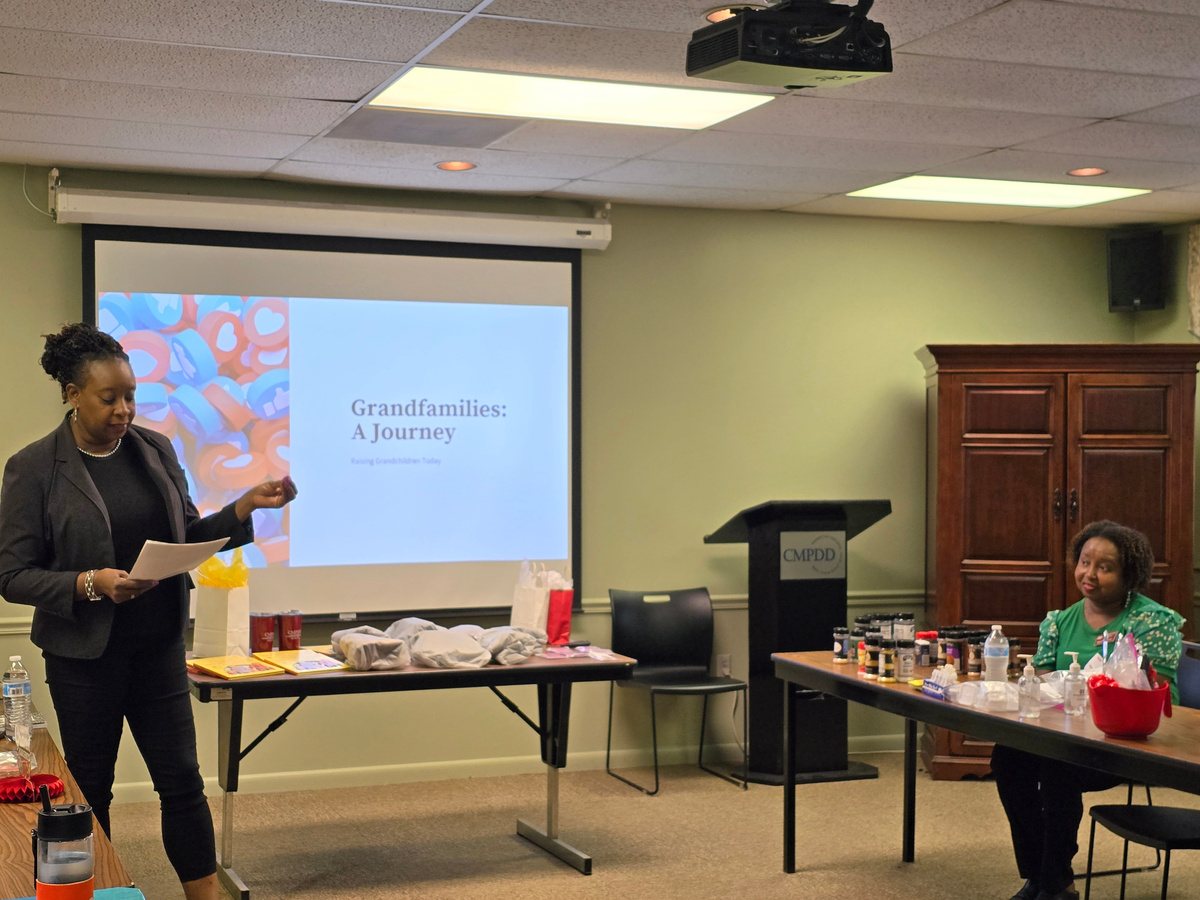 Grandfamilies:
A Journey
Raising Grandchildren Today
CMPDD